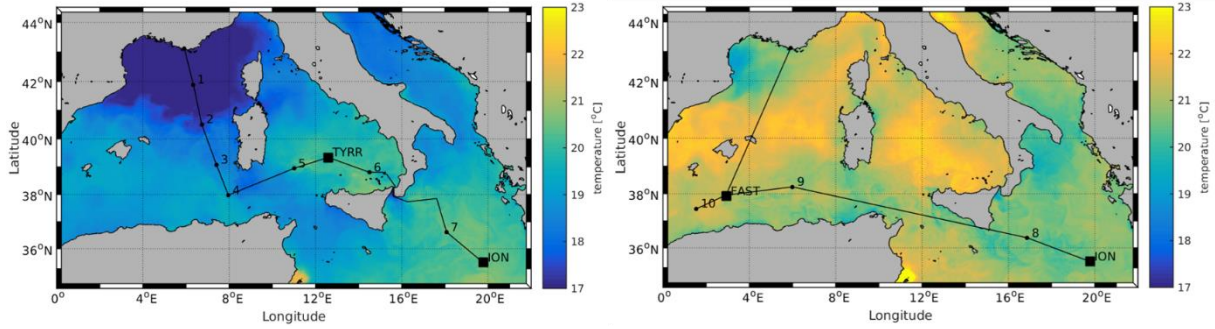 44°N
42°N
40°N
38°N
36°N
Latitude
0°
4°E
8°E
12°E
16°E
20°E
Longitude
1
2
3
4
5
TYRR
6
7
ION
23
22
21
20
19
18
17
temperature [°C]
44°N
42°N
40°N
38°N
36°N
Latitude
0°
4°E
8°E
12°E
16°E
20°E
Longitude
FAST
10
9
8
ION
23
22
21
20
19
18
17
temperature [°C]